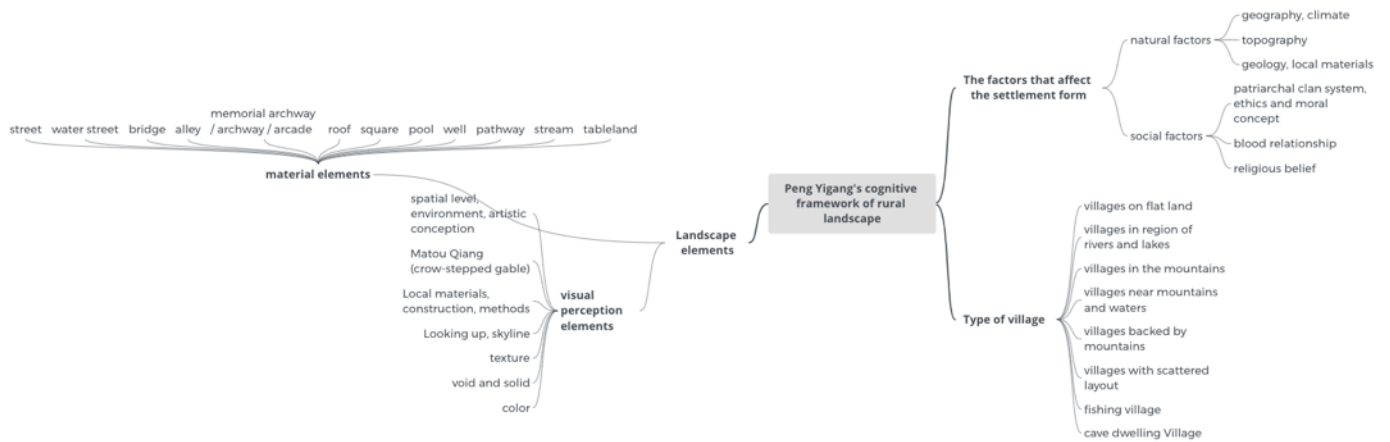 geography, climate
natural factors
topography
geology, local materials
The factors that affect
the settlement form
patriarchal clan system,
ethics and moral
concept
social factors
blood relationship
religious belief
memorial archway
street water street bridge alley / archway / arcade roof square pool well pathway stream tableland
material elements
Peng Yigang's cognitive
framework of rural
landscape
spatial level,
environment, artistic
conception
Landscape
elements
Matou Qiang
(crow-stepped gable)
Local materials,
construction, methods
visual
perception
elements
Looking up, skyline
texture
void and solid
color
Type of village
villages on flat land
villages in region of
rivers and lakes
villages in the mountains
villages near mountains
and waters
villages backed by
mountains
villages with scattered
layout
fishing village
cave dwelling Village